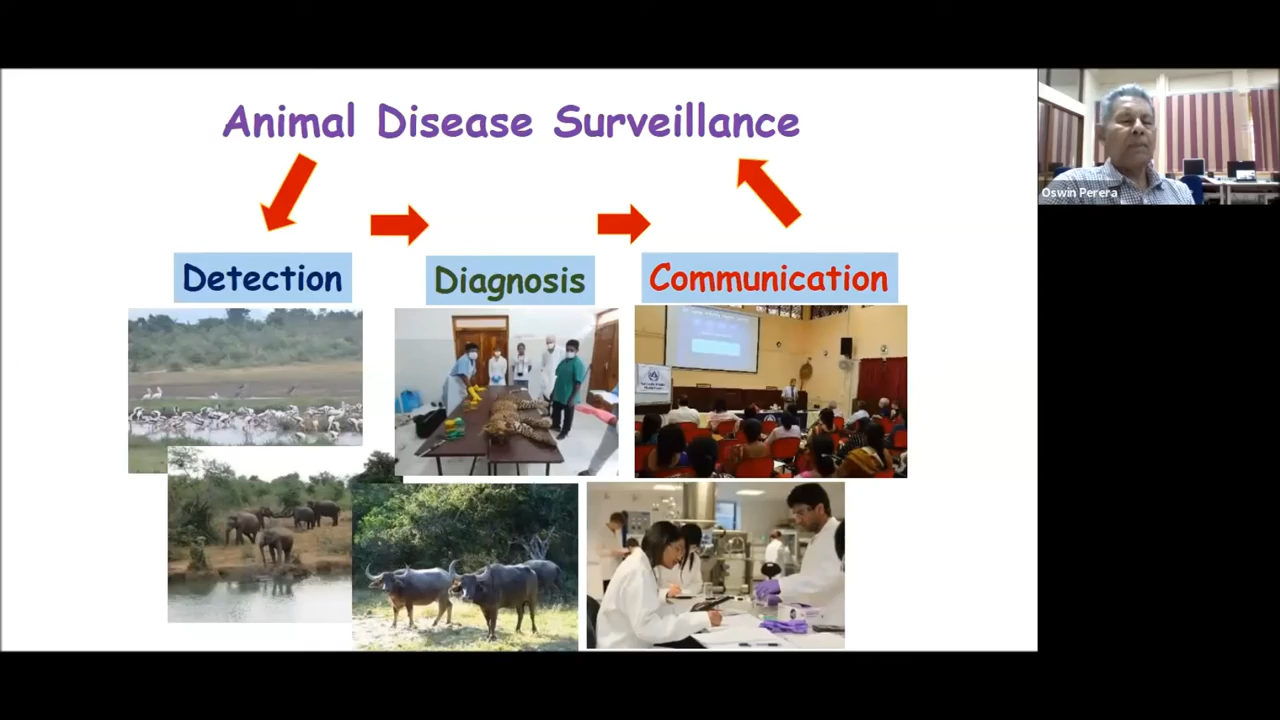 Animal Disease Surveillance
Detection
Diagnosis
Communication
Oswin Perera